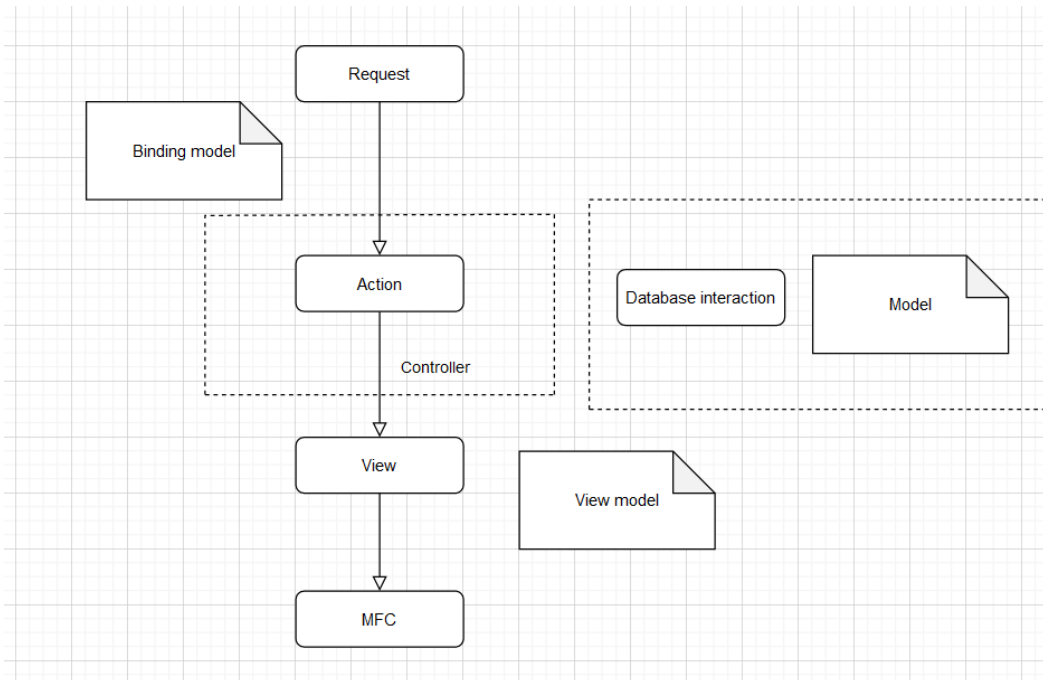 Request
Binding model
Action
Database interaction
Model
Controller
View
View model
MFC